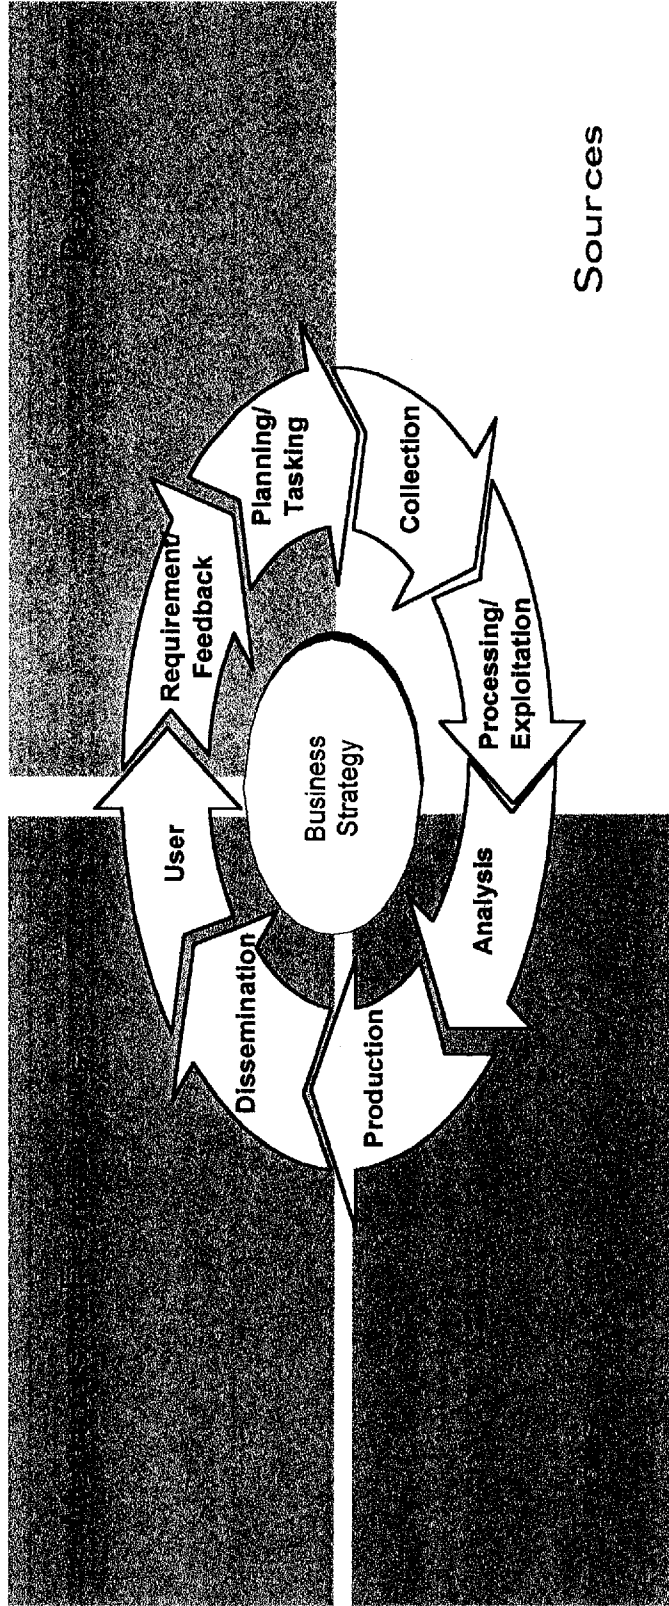 User
Requirement/
Feedback
Planning/
Tasking
Collection
Processing/
Exploitation
Analysis
Production
Dissemination
Business
Strategy
Sources